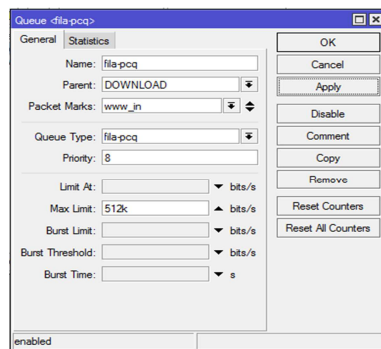 Queue <fila-pcq>
General Statistics
Name: fila-pcq
Parent: DOWNLOAD
Packet Marks: www_in
Queue Type: fila-pcq
Priority: 8
Limit At: bits/s
Max Limit: 512k bits/s
Burst Limit: bits/s
Burst Threshold: bits/s
Burst Time: s
OK
Cancel
Apply
Disable
Comment
Copy
Remove
Reset Counters
Reset All Counters
enabled